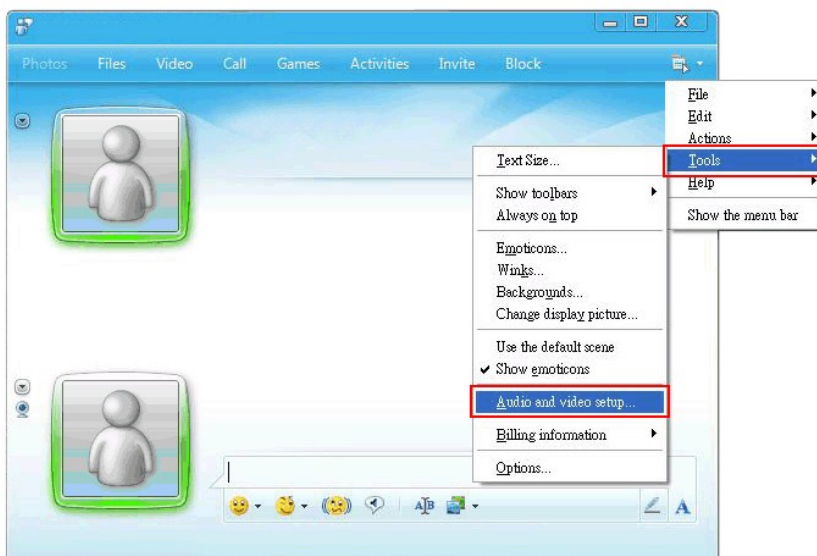 Photos Files Video Call Games Activities Invite Block
File
Edit
Actions
Tools
Help
Show the menu bar
Text Size...
Show toolbars
Always on top
Emoticons...
Winks...
Backgrounds...
Change display picture...
Use the default scene
Show emoticons
Audio and video setup...
Billing information
Options...
AB
A